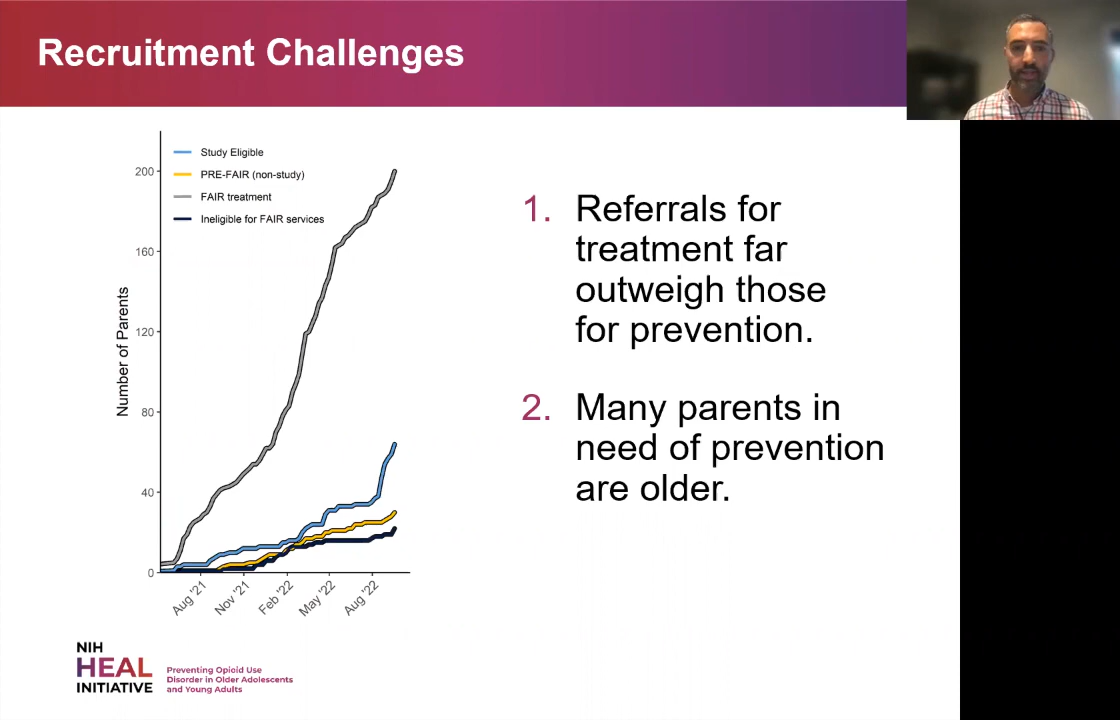 Recruitment Challenges
Study Eligible
PRE-FAIR (non-study)
FAIR treatment
Ineligible for FAIR services
Number of Parents
200
160
120
80
40
0
Aug '21
Nov '21
Feb '22
May '22
Aug '22
1. Referrals for
treatment far
outweigh those
for prevention.
2. Many parents in
need of prevention
are older.
NIH
HEAL
INITIATIVE
Preventing Opioid Use
Disorder in Older Adolescents
and Young Adults